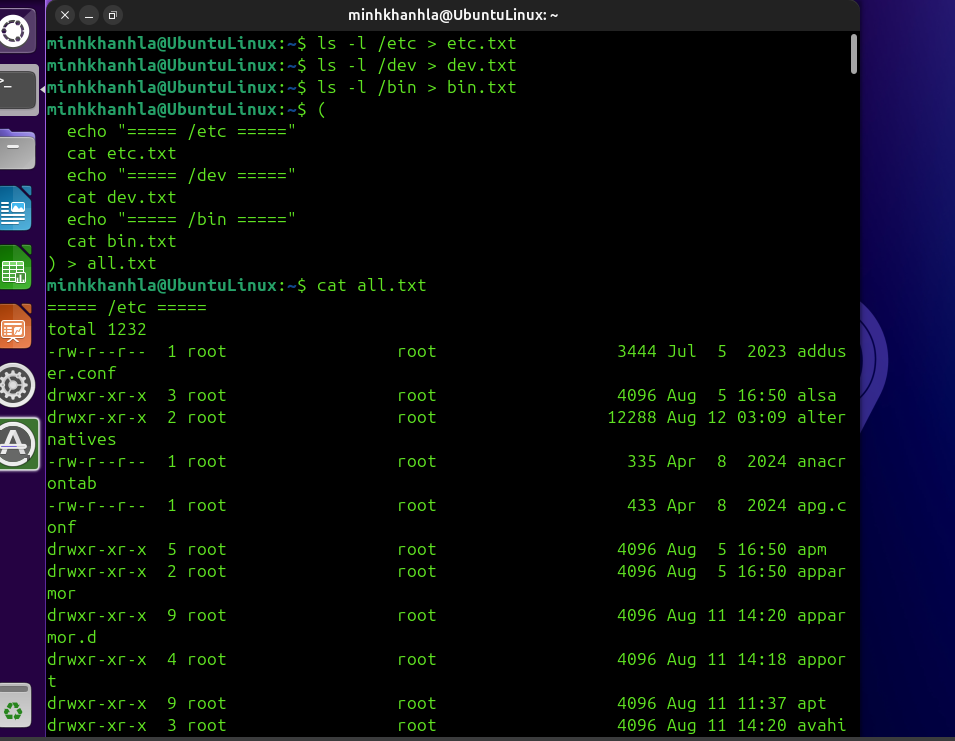 minhkhanhla@UbuntuLinux: ~
minhkhanhla@UbuntuLinux:~$ ls -l /etc > etc.txt
minhkhanhla@UbuntuLinux:~$ ls -l /dev > dev.txt
minhkhanhla@UbuntuLinux:~$ ls -l /bin > bin.txt
minhkhanhla@UbuntuLinux:~$ (
  echo "===== /etc ====="
  cat etc.txt
  echo "===== /dev ====="
  cat dev.txt
  echo "===== /bin ====="
  cat bin.txt
) > all.txt
minhkhanhla@UbuntuLinux:~$ cat all.txt
===== /etc =====
total 1232
-rw-r--r--  1 root                 root                  3444 Jul  5  2023 addus
er.conf
drwxr-xr-x  3 root                 root                  4096 Aug  5 16:50 alsa
drwxr-xr-x  2 root                 root                 12288 Aug 12 03:09 alter
natives
-rw-r--r--  1 root                 root                   335 Apr  8  2024 anacr
ontab
-rw-r--r--  1 root                 root                   433 Apr  8  2024 apg.c
onf
drwxr-xr-x  5 root                 root                  4096 Aug  5 16:50 apm
drwxr-xr-x  2 root                 root                  4096 Aug  5 16:50 appar
mor
drwxr-xr-x  9 root                 root                  4096 Aug 11 14:20 appar
mor.d
drwxr-xr-x  4 root                 root                  4096 Aug 11 14:18 appor
t
drwxr-xr-x  9 root                 root                  4096 Aug 11 11:37 apt
drwxr-xr-x  3 root                 root                  4096 Aug 11 14:20 avahi